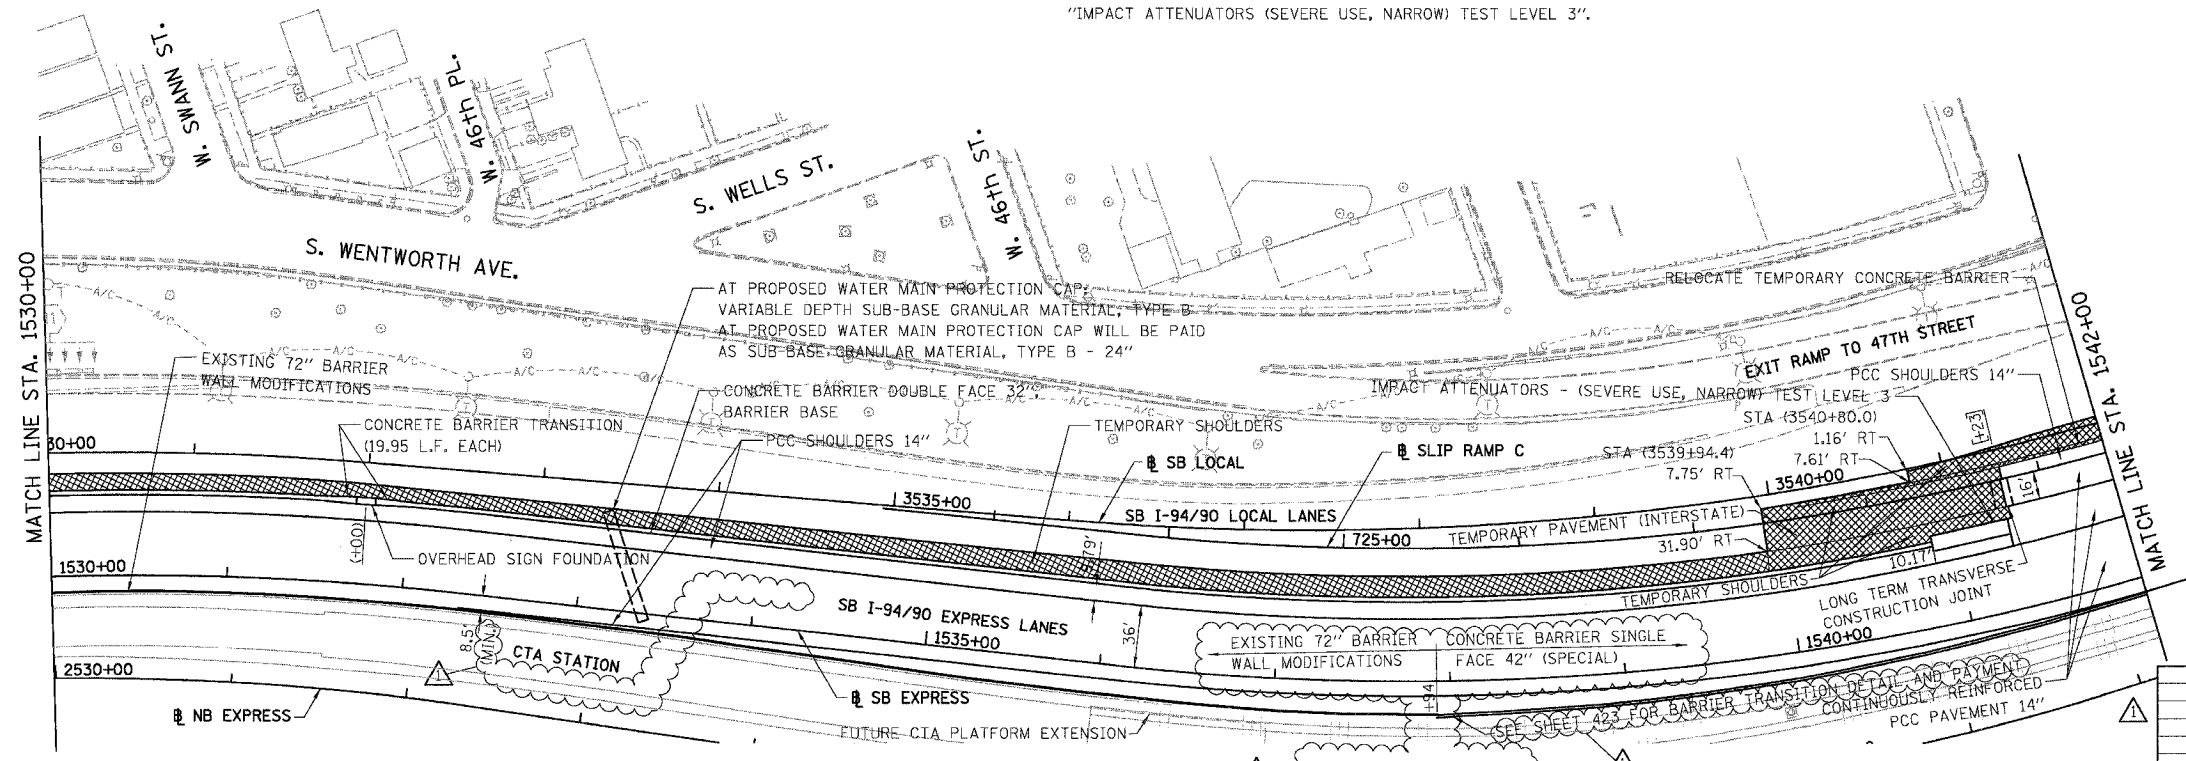 "IMPACT ATTENUATORS (SEVERE USE, NARROW) TEST LEVEL 3".
W. SWANN ST.
W. 46th PL.
S. WELLS ST.
W. 46th ST.
S. WENTWORTH AVE.
MATCH LINE STA. 1530+00
AT PROPOSED WATER MAIN PROTECTION CAP:
VARIABLE DEPTH SUB-BASE GRANULAR MATERIAL, TYPE B
AT PROPOSED WATER MAIN PROTECTION CAP WILL BE PAID
AS SUB-BASE GRANULAR MATERIAL, TYPE B - 24"
RELOCATE TEMPORARY CONCRETE BARRIER
A/C
A/C
A/C
A/C
A/C
A/C
A/C
A/C
A/C
A/C
A/C
EXISTING 72" BARRIER
WALL MODIFICATIONS
CONCRETE BARRIER DOUBLE FACE 32",
BARRIER BASE
EXIT RAMP TO 47TH STREET
IMPACT ATTENUATORS - (SEVERE USE, NARROW) TEST LEVEL 3
PCC SHOULDERS 14"
CONCRETE BARRIER TRANSITION
(19.95 L.F. EACH)
PCC SHOULDERS 14"
TEMPORARY SHOULDERS
℄ SB LOCAL
℄ SLIP RAMP C
STA (3540+80.0)
1.16' RT
7.61' RT
STA (3539+94.4)
7.75' RT
(+23)
MATCH LINE STA. 1542+00
30+00
3535+00
3540+00
SB I-94/90 LOCAL LANES
725+00
TEMPORARY PAVEMENT (INTERSTATE)
31.90' RT
16'
(+00)
OVERHEAD SIGN FOUNDATION
1530+00
10.17'
TEMPORARY SHOULDERS
LONG TERM TRANSVERSE
CONSTRUCTION JOINT
SB I-94/90 EXPRESS LANES
1535+00
36'
1540+00
8.5'
(MIN.)
CTA STATION
EXISTING 72" BARRIER
WALL MODIFICATIONS
CONCRETE BARRIER SINGLE
FACE 42" (SPECIAL)
2530+00
1
℄ NB EXPRESS
℄ SB EXPRESS
FUTURE CTA PLATFORM EXTENSION
+94
SEE SHEET 423 FOR BARRIER TRANSITION DETAIL AND PAYMENT
CONTINUOUSLY REINFORCED
PCC PAVEMENT 14"
1